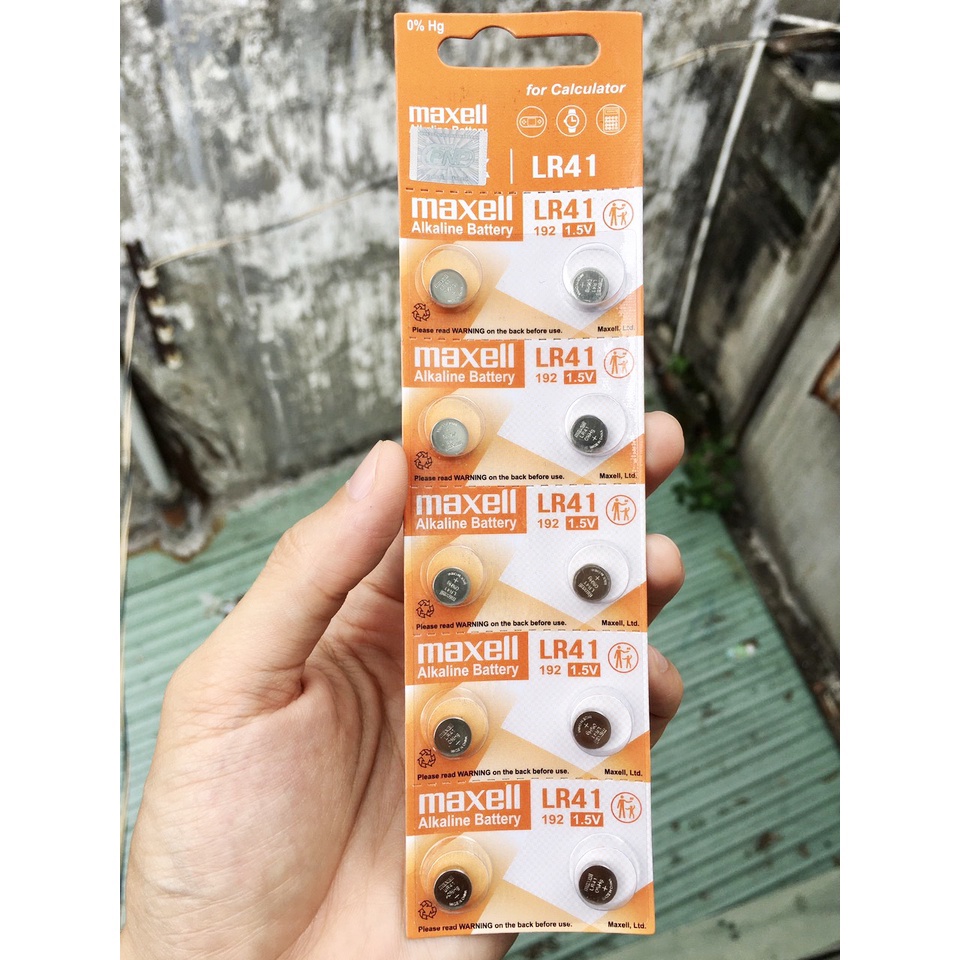 0% Hg
for Calculator
maxell
Alkaline Battery
LR41
maxell LR41
Alkaline Battery 192 1.5V
Please read WARNING on the back before use. Maxell, Ltd.
maxell LR41
Alkaline Battery 192 1.5V
Please read WARNING on the back before use. Maxell, Ltd.
maxell LR41
Alkaline Battery 192 1.5V
Please read WARNING on the back before use. Maxell, Ltd.
maxell LR41
Alkaline Battery 192 1.5V
Please read WARNING on the back before use. Maxell, Ltd.
maxell LR41
Alkaline Battery 192 1.5V
Please read WARNING on the back before use. Maxell, Ltd.